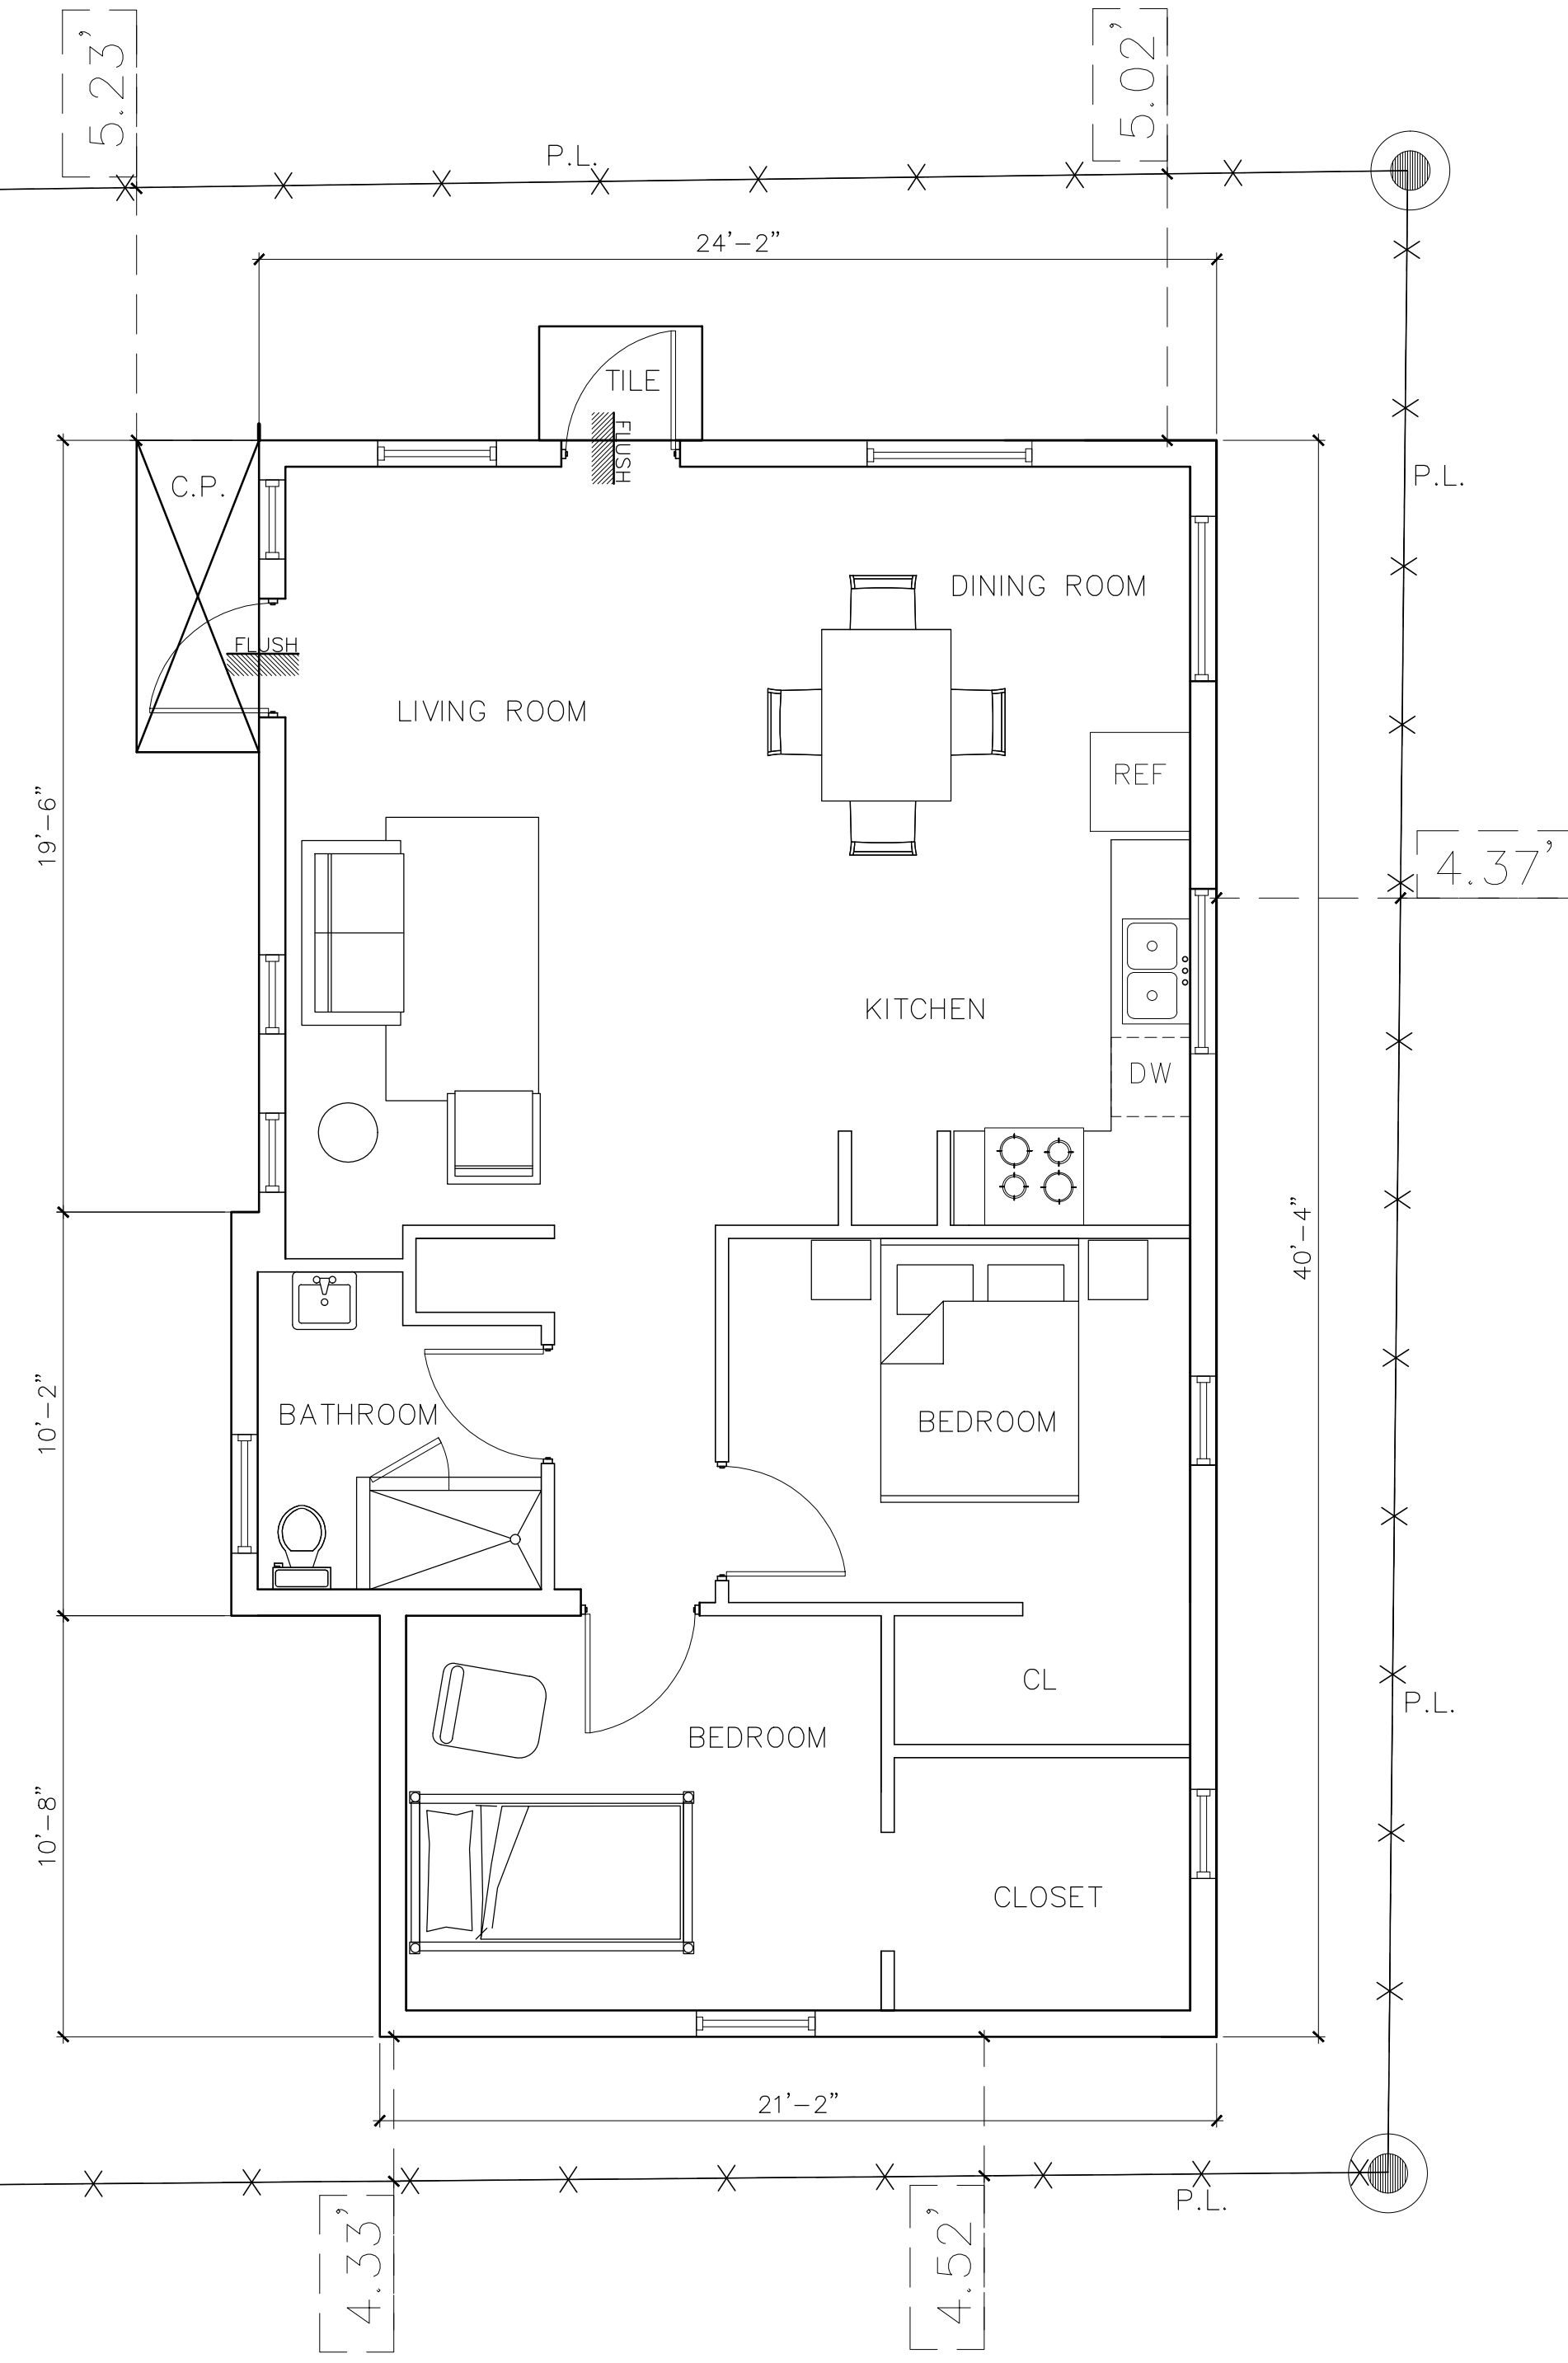 5.23'
5.02'
P.L.
24'-2"
TILE
FLUSH
C.P.
P.L.
DINING ROOM
FLUSH
LIVING ROOM
REF
19'-6"
4.37'
KITCHEN
DW
40'-4"
10'-2"
BATHROOM
BEDROOM
CL
P.L.
BEDROOM
10'-8"
CLOSET
21'-2"
P.L.
4.33'
4.52'